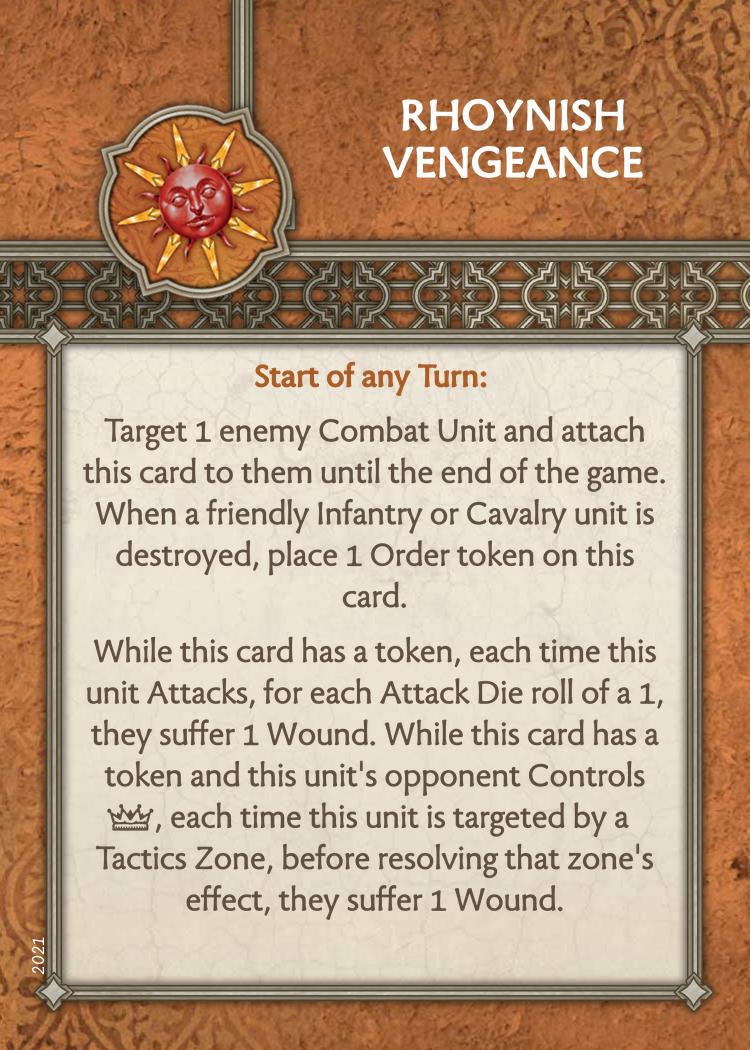 RHOYNISH
VENGEANCE
Start of any Turn:
Target 1 enemy Combat Unit and attach
this card to them until the end of the game.
When a friendly Infantry or Cavalry unit is
destroyed, place 1 Order token on this
card.
While this card has a token, each time this
unit Attacks, for each Attack Die roll of a 1,
they suffer 1 Wound. While this card has a
token and this unit's opponent Controls
, each time this unit is targeted by a
Tactics Zone, before resolving that zone's
effect, they suffer 1 Wound.
2021